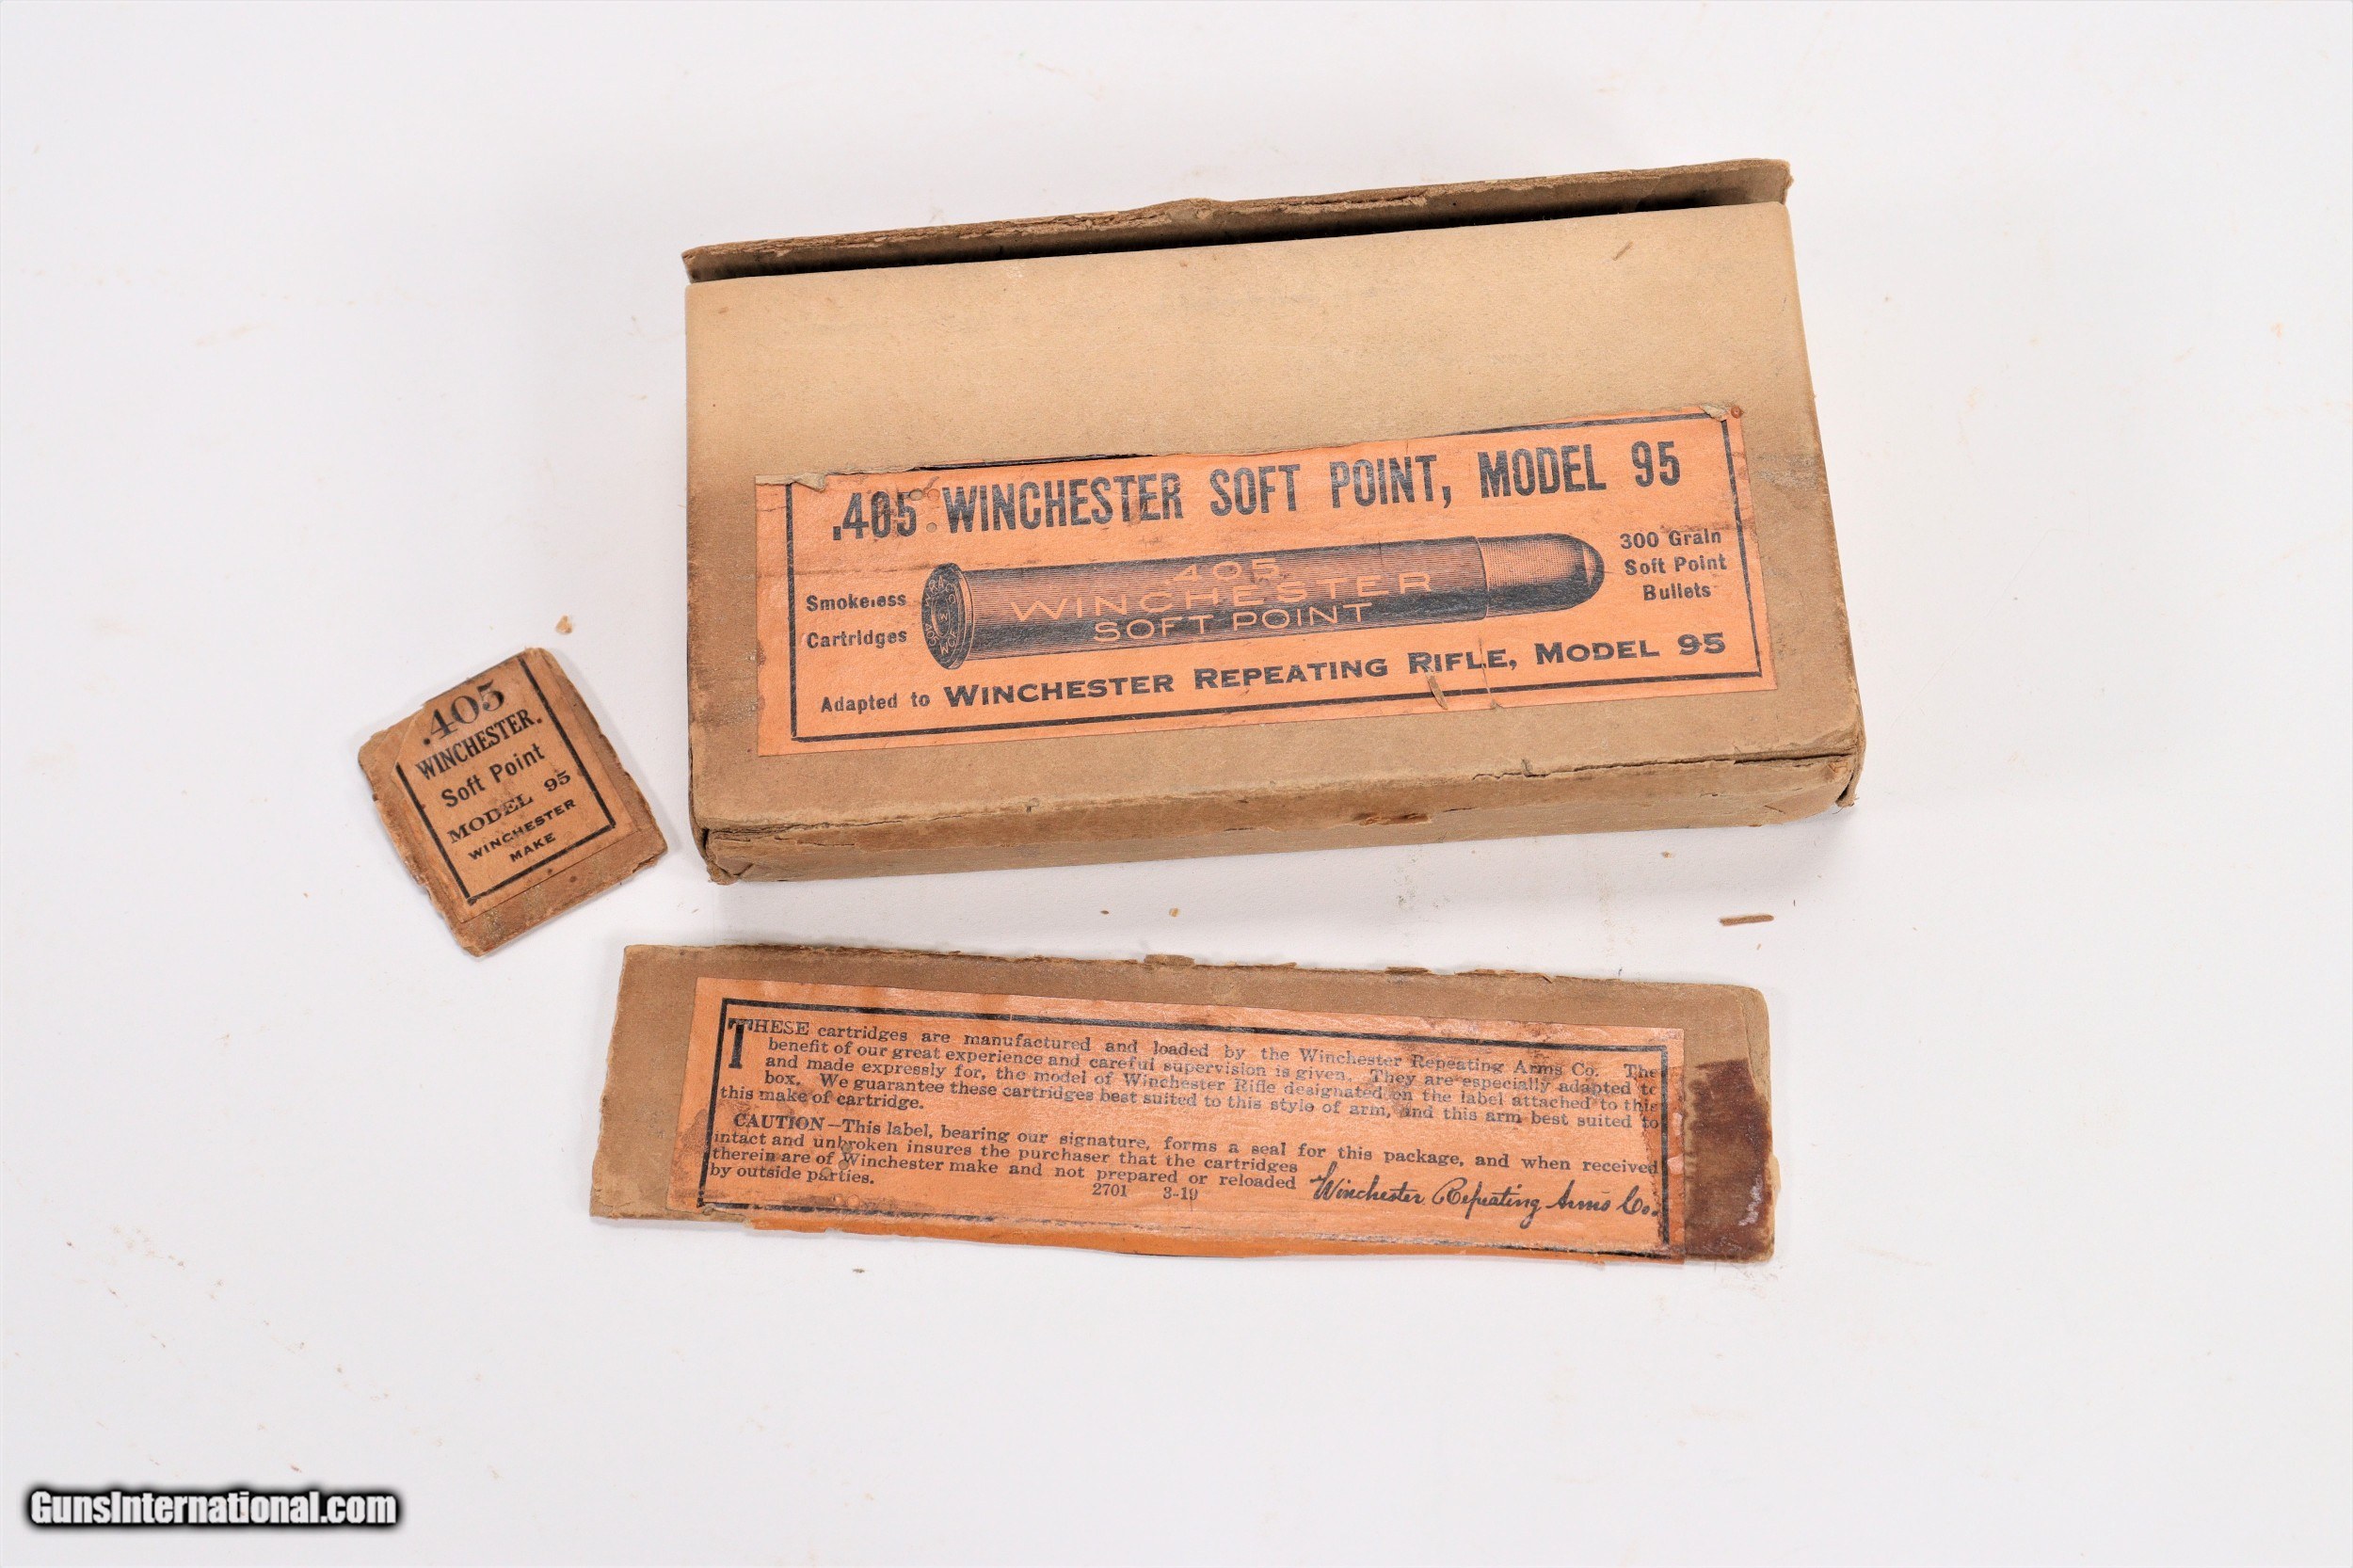 .405 WINCHESTER SOFT POINT, MODEL 95
Smokeless
Cartridges
405
WINCHESTER
SOFT POINT
300 Grain
Soft Point
Bullets
Adapted to WINCHESTER REPEATING RIFLE, MODEL 95
.405
WINCHESTER.
Soft Point
MODEL 95
WINCHESTER
MAKE
THESE cartridges are manufactured and loaded by the Winchester Repeating Arms Co. The
benefit of our great experience and careful supervision is given. They are especially adapted to
and made expressly for, the model of Winchester Rifle designated on the label attached to this
box. We guarantee these cartridges best suited to this style of arm, and this arm best suited to
this make of cartridge.
CAUTION—This label, bearing our signature, forms a seal for this package, and when received
intact and unbroken insures the purchaser that the cartridges
therein are of Winchester make and not prepared or reloaded
by outside parties.
2701 3-19
Winchester Repeating Arms Co.
GunsInternational.com